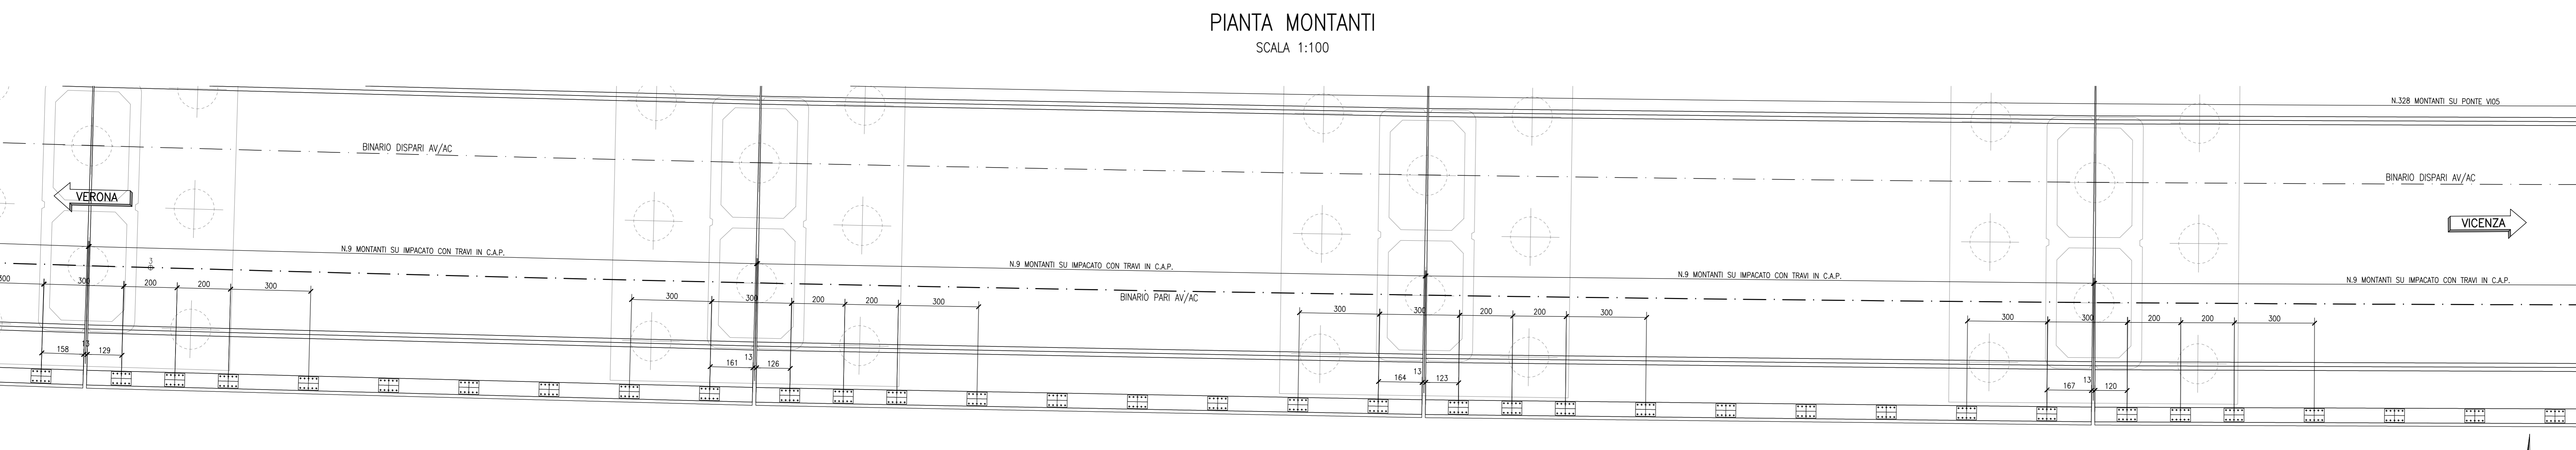 PIANTA MONTANTI
SCALA 1:100
N.328 MONTANTI SU PONTE VI05
BINARIO DISPARI AV/AC
BINARIO DISPARI AV/AC
VERONA
VICENZA
N.9 MONTANTI SU IMPACATO CON TRAVI IN C.A.P.
N.9 MONTANTI SU IMPACATO CON TRAVI IN C.A.P.
N.9 MONTANTI SU IMPACATO CON TRAVI IN C.A.P.
N.9 MONTANTI SU IMPACATO CON TRAVI IN C.A.P.
3
BINARIO PARI AV/AC
300 300 200 200 300
300 300 200 200 300
300 300 200 200 300
300 300 200 200 300
158 13 129
161 13 126
164 13 123
167 13 120